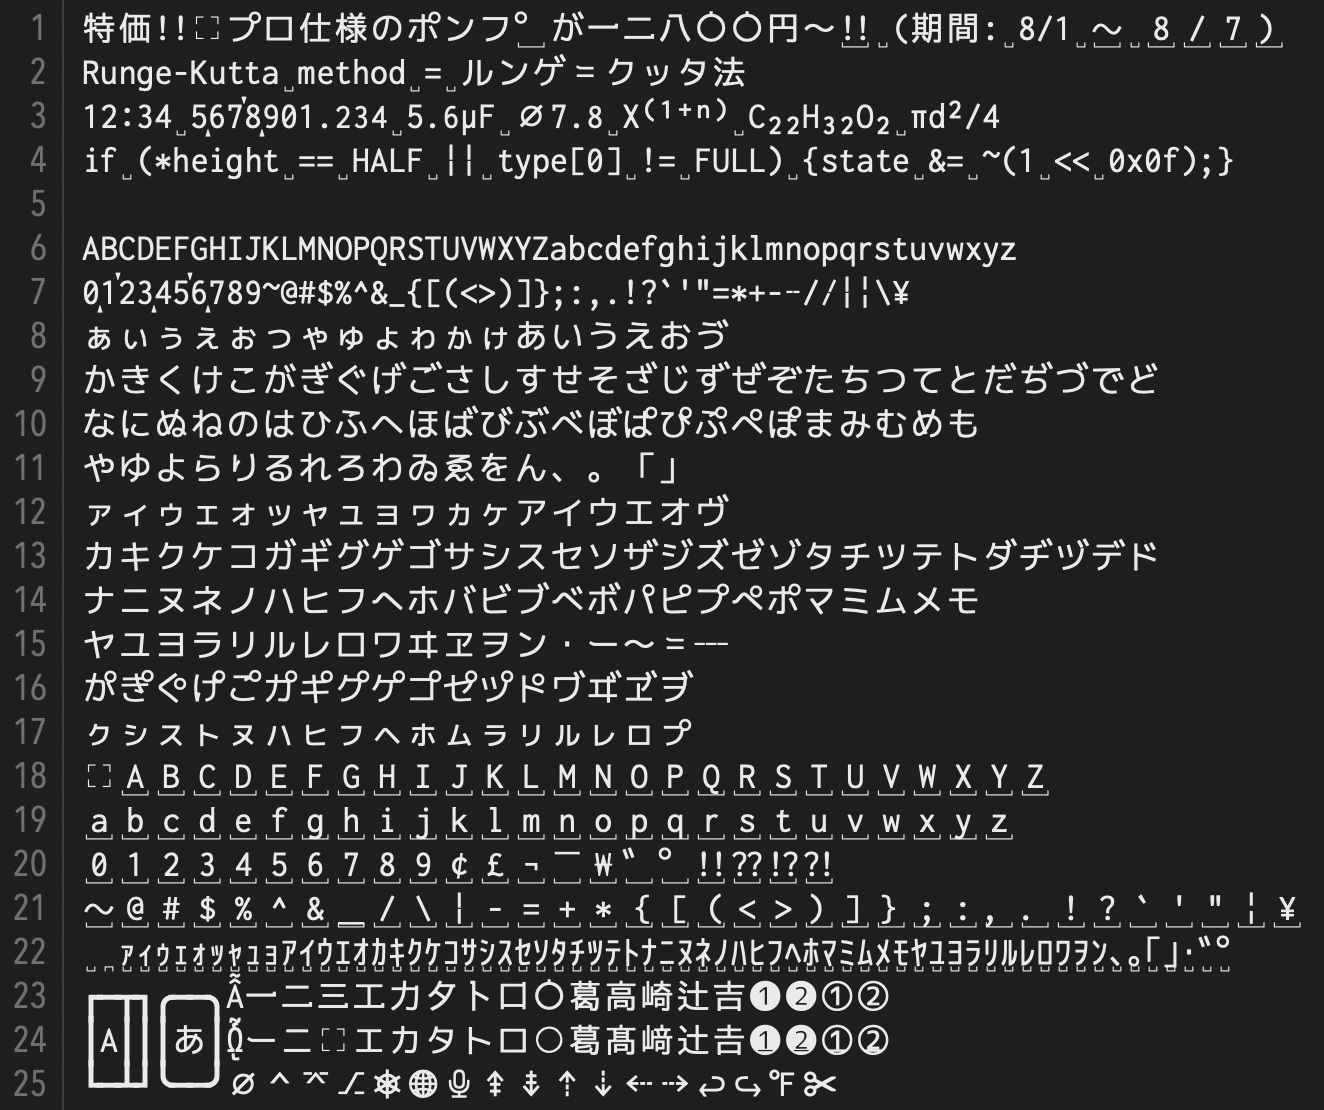 1 特価!!　プロ仕様のポンプ゜が一二八〇〇円～！！ (期間: 8/1 ～ ８／７）
2 Runge-Kutta method = ルンゲ゠クッタ法
3 12:34 5678901.234 5.6μF ∅7.8 X⁽¹⁺ⁿ⁾ C₂₂H₃₂O₂ πd²/4
4 if (*height == HALF || type[0] != FULL) {state &= ~(1 << 0x0f);}
5
6 ABCDEFGHIJKLMNOPQRSTUVWXYZabcdefghijklmnopqrstuvwxyz
7 0123456789~@#$%^&_{[(<>)]};:,.!?`'"=*+-╌//||\¥
8 ぁぃぅぇぉっゃゅょゎゕゖあいうえおゔ
9 かきくけこがぎぐげごさしすせそざじずぜぞたちつてとだぢづでど
10 なにぬねのはひふへほばびぶべぼぱぴぷぺぽまみむめも
11 やゆよらりるれろわゐゑをん、。「」
12 ァィゥェォッャュョヮヵヶアイウエオヴ
13 カキクケコガギグゲゴサシスセソザジズゼゾタチツテトダヂヅデド
14 ナニヌネノハヒフヘホバビブベボパピプペポマミムメモ
15 ヤユヨラリルレロワヰヱヲン・ー～゠┄
16 か゚き゚く゚け゚こ゚カ゚キ゚ク゚ケ゚コ゚セ゚ツ゚ト゚ヷヸヹヺ
17 ㇰㇱㇲㇳㇴㇵㇶㇷㇸㇹㇺㇻㇼㇽㇾㇿㇷ゚
18 　ＡＢＣＤＥＦＧＨＩＪＫＬＭＮＯＰＱＲＳＴＵＶＷＸＹＺ
19 ａｂｃｄｅｆｇｈｉｊｋｌｍｎｏｐｑｒｓｔｕｖｗｘｙｚ
20 ０１２３４５６７８９￠￡￢￣￦゛゜‼⁇⁉⁈
21 ～＠＃＄％＾＆＿／＼｜－＝＋＊｛［（＜＞）］｝；：，．！？｀＇＂￤￥
22 ｧｨｩｪｫｯｬｭｮｱｲｳｴｵｶｷｸｹｺｻｼｽｾｿﾀﾁﾂﾃﾄﾅﾆﾇﾈﾉﾊﾋﾌﾍﾎﾏﾐﾑﾒﾓﾔﾕﾖﾗﾘﾙﾚﾛﾜｦﾝ､｡｢｣･ﾞﾟ
23 一二三工力夕卜口〇葛高崎辻吉❶❷①②
24 A あ ーニ　エカタトロ○葛髙﨑辻𠮷❶❷①②
25 ∅⌃⌤⎇⎈🌐🎙⇞⇟⇡⇣⇠⇢↩↪℉✂